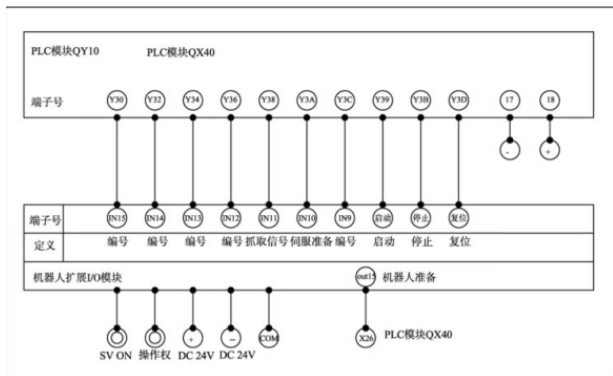 PLC模块QY10 PLC模块QX40
端子号 Y30 Y32 Y34 Y36 Y38 Y3A Y3C Y39 Y3B Y3D 17 18
- +
端子号 IN15 IN14 IN13 IN12 IN11 IN10 IN9 启动 停止 复位
定义 编号 编号 编号 编号 抓取信号 伺服准备 编号 启动 停止 复位
机器人扩展I/O模块 out15 机器人准备
+ − COM X26 PLC模块QX40
SV ON 操作权 DC 24V DC 24V